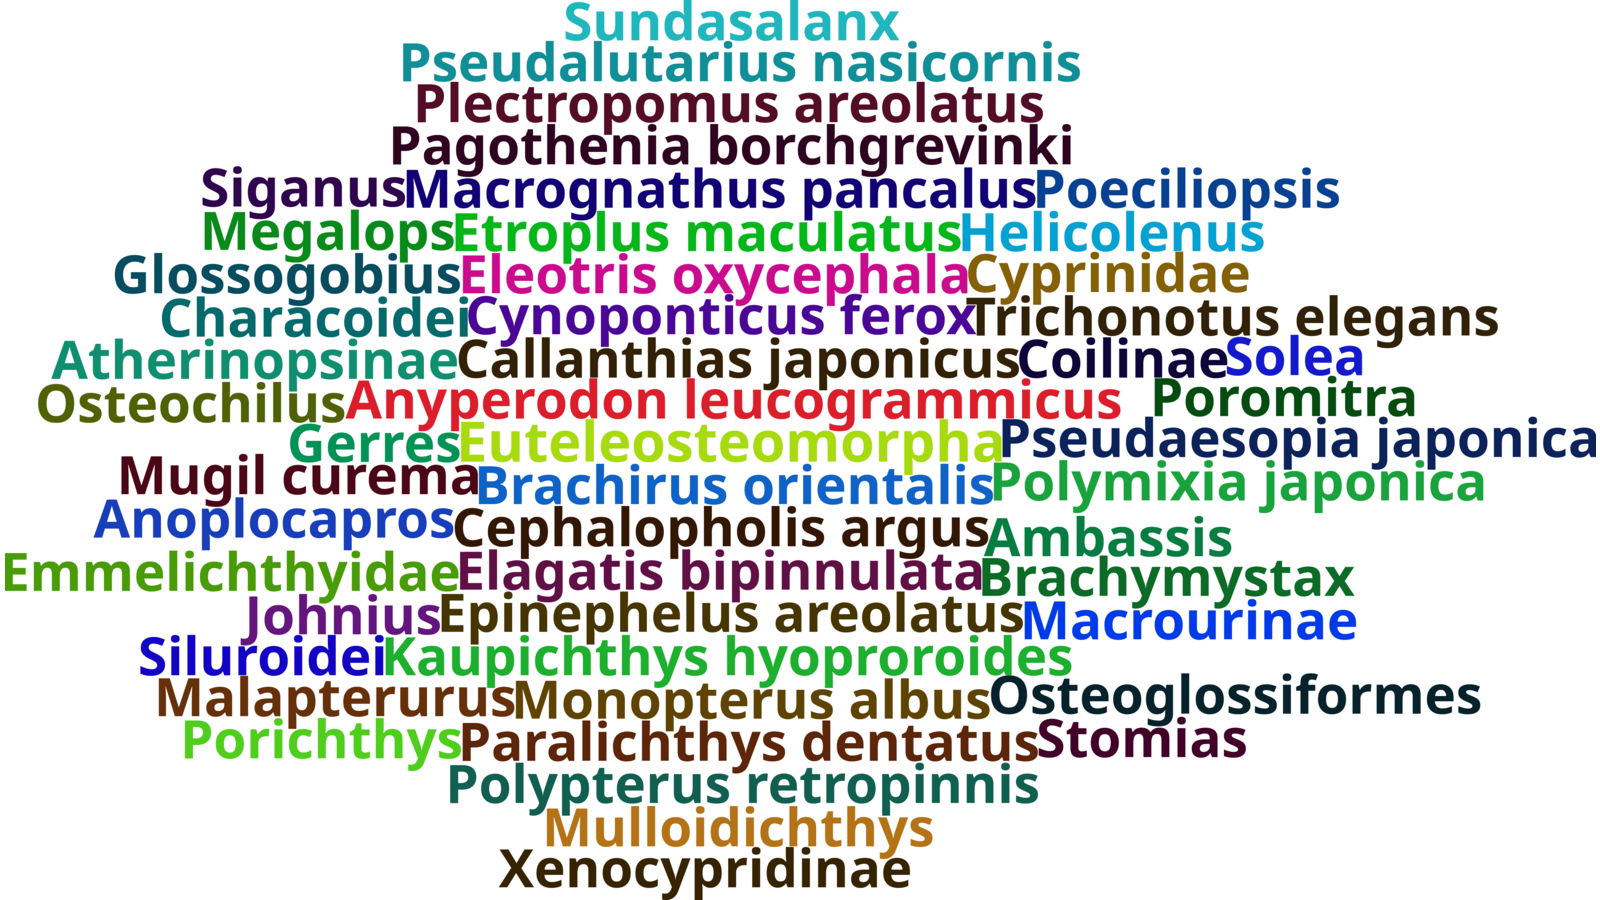 Sundasalanx
Pseudalutarius nasicornis
Plectropomus areolatus
Pagothenia borchgrevinki
Siganus Macrognathus pancalus Poeciliopsis
Megalops Etroplus maculatus Helicolenus
Glossogobius Eleotris oxycephala Cyprinidae
Characoidei Cynoponticus ferox Trichonotus elegans
Atherinopsinae Callanthias japonicus Coilinae Solea
Osteochilus Anyperodon leucogrammicus Poromitra
Gerres Euteleosteomorpha Pseudaesopia japonica
Mugil curema Brachirus orientalis Polymixia japonica
Anoplocapros Cephalopholis argus Ambassis
Emmelichthyidae Elagatis bipinnulata Brachymystax
Johnius Epinephelus areolatus Macrourinae
Siluroidei Kaupichthys hyoproroides
Malapterurus Monopterus albus Osteoglossiformes
Porichthys Paralichthys dentatus Stomias
Polypterus retropinnis
Mulloidichthys
Xenocypridinae